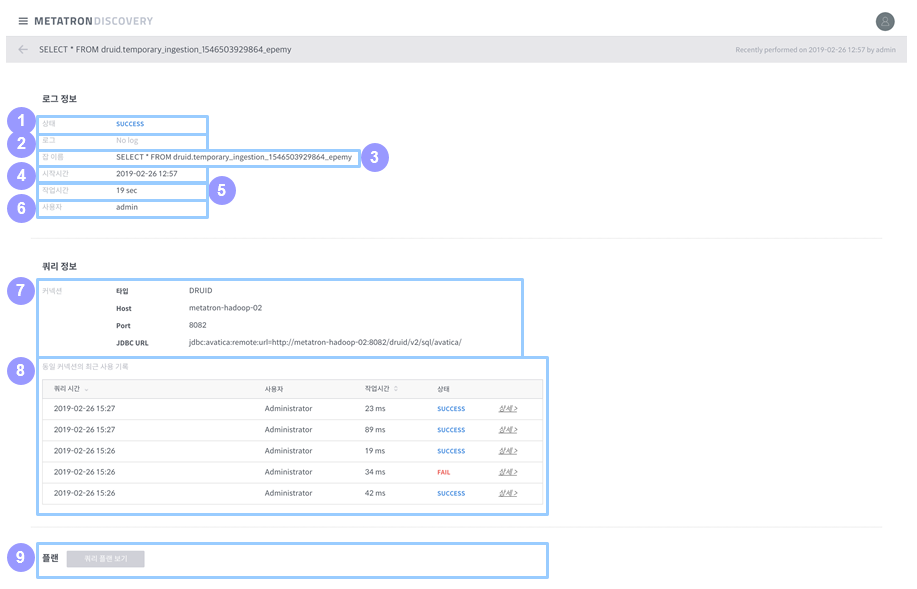 METATRONDISCOVERY
SELECT * FROM druid.temporary_ingestion_1546503929864_epemy
Recently performed on 2019-02-26 12:57 by admin
로그 정보
1 상태 SUCCESS
2 로그 No log
잡 이름 SELECT * FROM druid.temporary_ingestion_1546503929864_epemy 3
4 시작시간 2019-02-26 12:57
작업시간 19 sec 5
6 사용자 admin
쿼리 정보
7 커넥션 타입 DRUID
Host metatron-hadoop-02
Port 8082
JDBC URL jdbc:avatica:remote:url=http://metatron-hadoop-02:8082/druid/v2/sql/avatica/
8 동일 커넥션의 최근 사용 기록
쿼리 시간 사용자 작업시간 상태
2019-02-26 15:27 Administrator 23 ms SUCCESS 상세 >
2019-02-26 15:27 Administrator 89 ms SUCCESS 상세 >
2019-02-26 15:26 Administrator 19 ms SUCCESS 상세 >
2019-02-26 15:26 Administrator 34 ms FAIL 상세 >
2019-02-26 15:26 Administrator 42 ms SUCCESS 상세 >
9 플랜 쿼리 플랜 보기